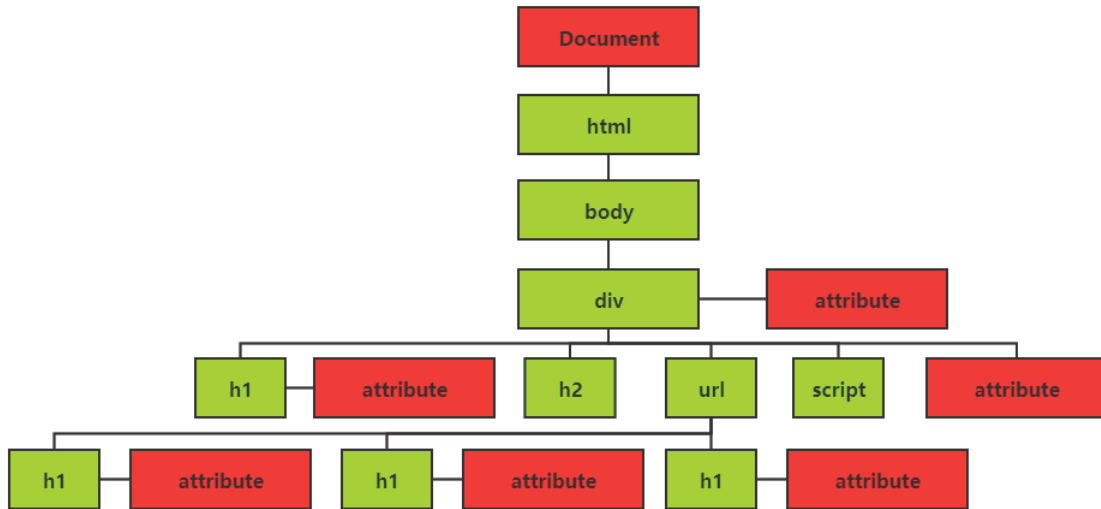 Document
html
body
div attribute
h1 attribute h2 url script attribute
h1 attribute h1 attribute h1 attribute